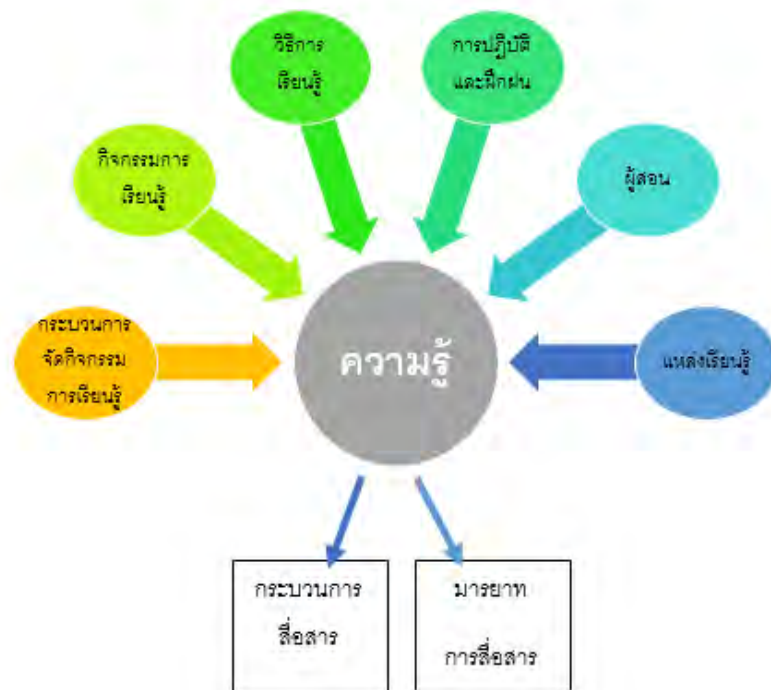 วิธีการ
เรียนรู้
การปฏิบัติ
และฝึกฝน
กิจกรรมการ
เรียนรู้
ผู้สอน
กระบวนการ
จัดกิจกรรม
การเรียนรู้
ความรู้
แหล่งเรียนรู้
กระบวนการ
สื่อสาร
มารยาท
การสื่อสาร